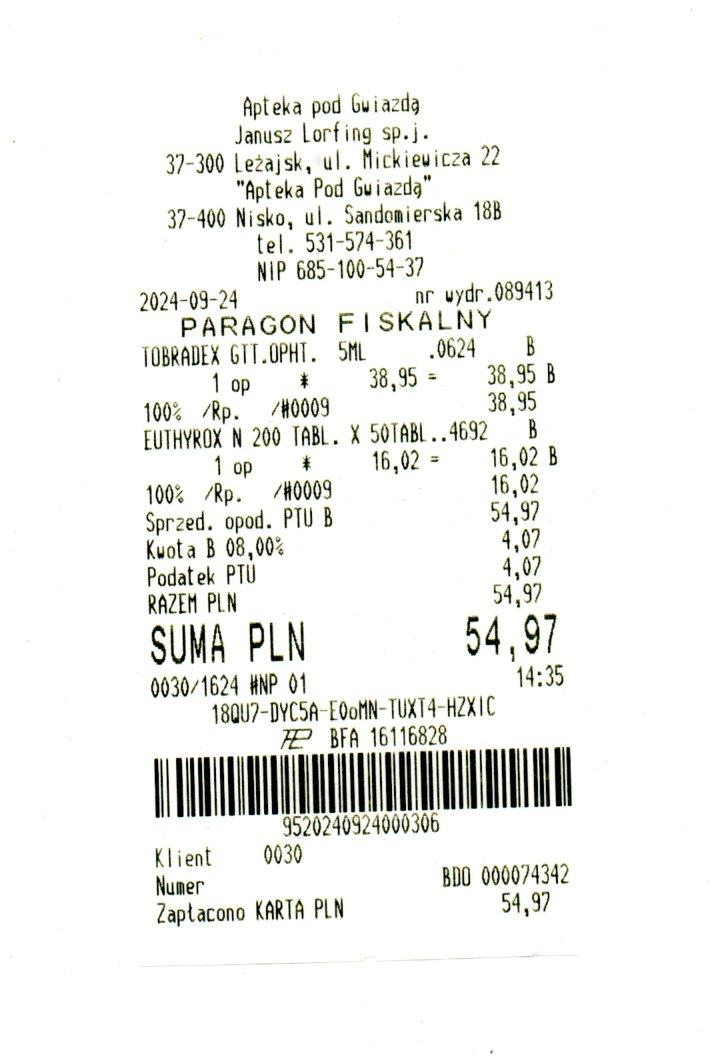 Apteka pod Gwiazdą
Janusz Lorfing sp.j.
37-300 Leżajsk, ul. Mickiewicza 22
"Apteka Pod Gwiazdą"
37-400 Nisko, ul. Sandomierska 18B
tel. 531-574-361
NIP 685-100-54-37
2024-09-24 nr wydr.089413
PARAGON FISKALNY
TOBRADEX GTT.OPHT. 5ML .0624 B
1 op * 38,95 = 38,95 B
100% /Rp. /#0009 38,95
EUTHYROX N 200 TABL. X 50TABL..4692 B
1 op * 16,02 = 16,02 B
100% /Rp. /#0009 16,02
Sprzed. opod. PTU B 54,97
Kwota B 08,00% 4,07
Podatek PTU 4,07
RAZEM PLN 54,97
SUMA PLN 54,97
0030/1624 #NP 01 14:35
18QU7-DYC5A-E0oMN-TUXT4-HZXIC
BFA 16116828
9520240924000306
Klient 0030
Numer BDO 000074342
Zapłacono KARTA PLN 54,97